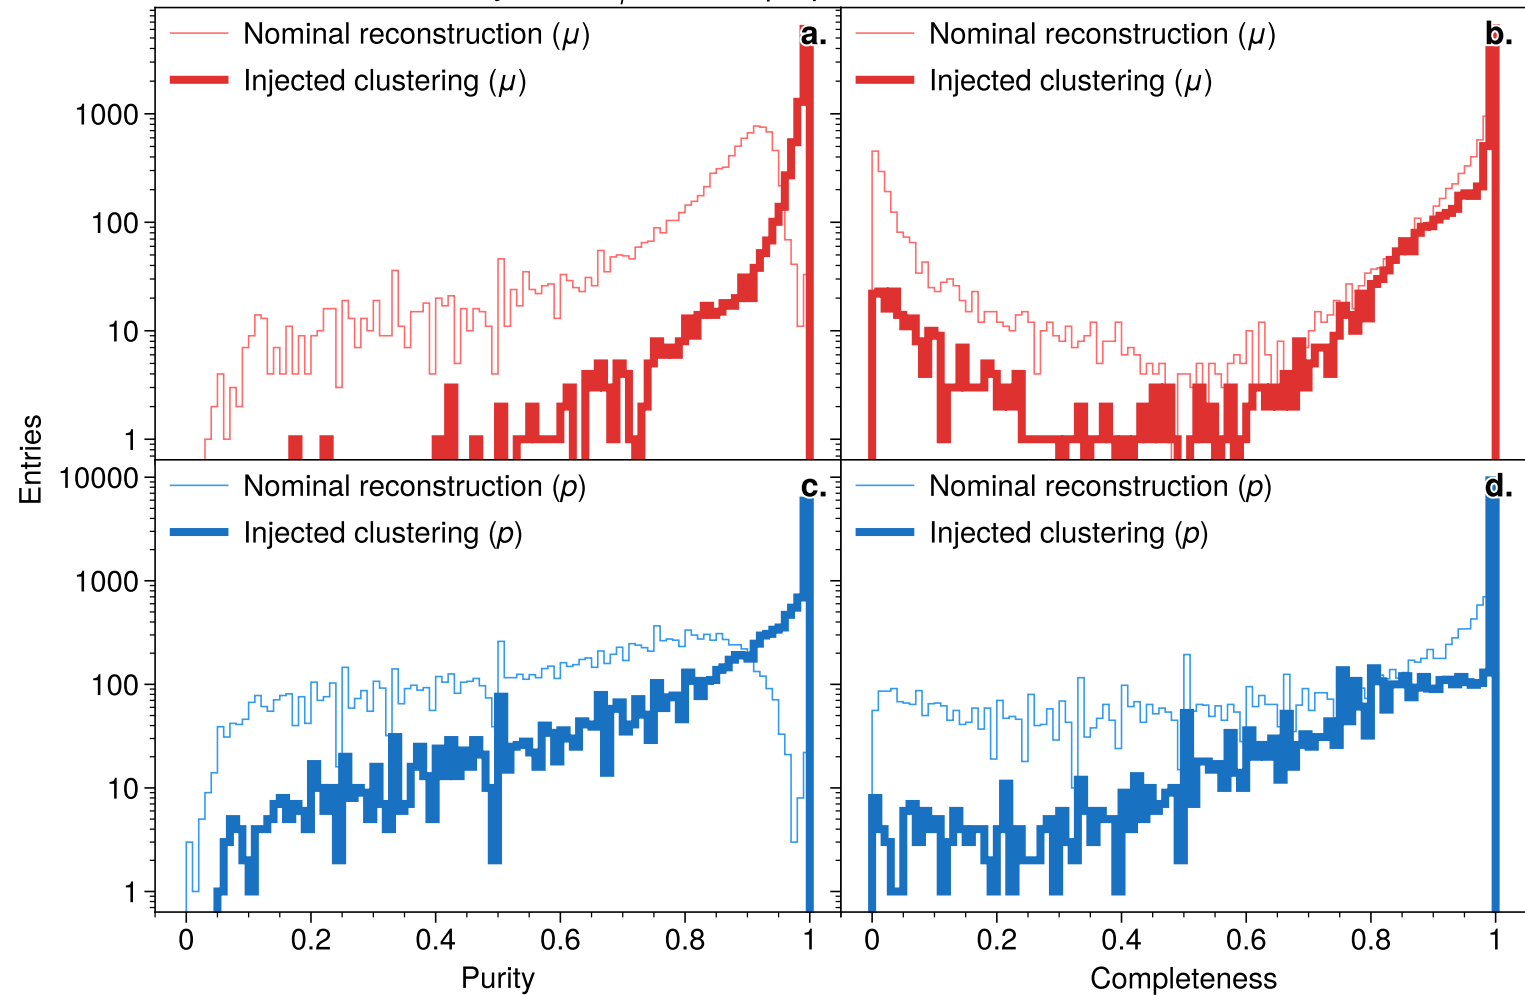 Nominal reconstruction (μ)
Injected clustering (μ)
a.
Nominal reconstruction (μ)
Injected clustering (μ)
b.
1000
100
10
1
Entries
Nominal reconstruction (p)
Injected clustering (p)
c.
Nominal reconstruction (p)
Injected clustering (p)
d.
10000
1000
100
10
1
0 0.2 0.4 0.6 0.8 1
0 0.2 0.4 0.6 0.8 1
Purity
Completeness